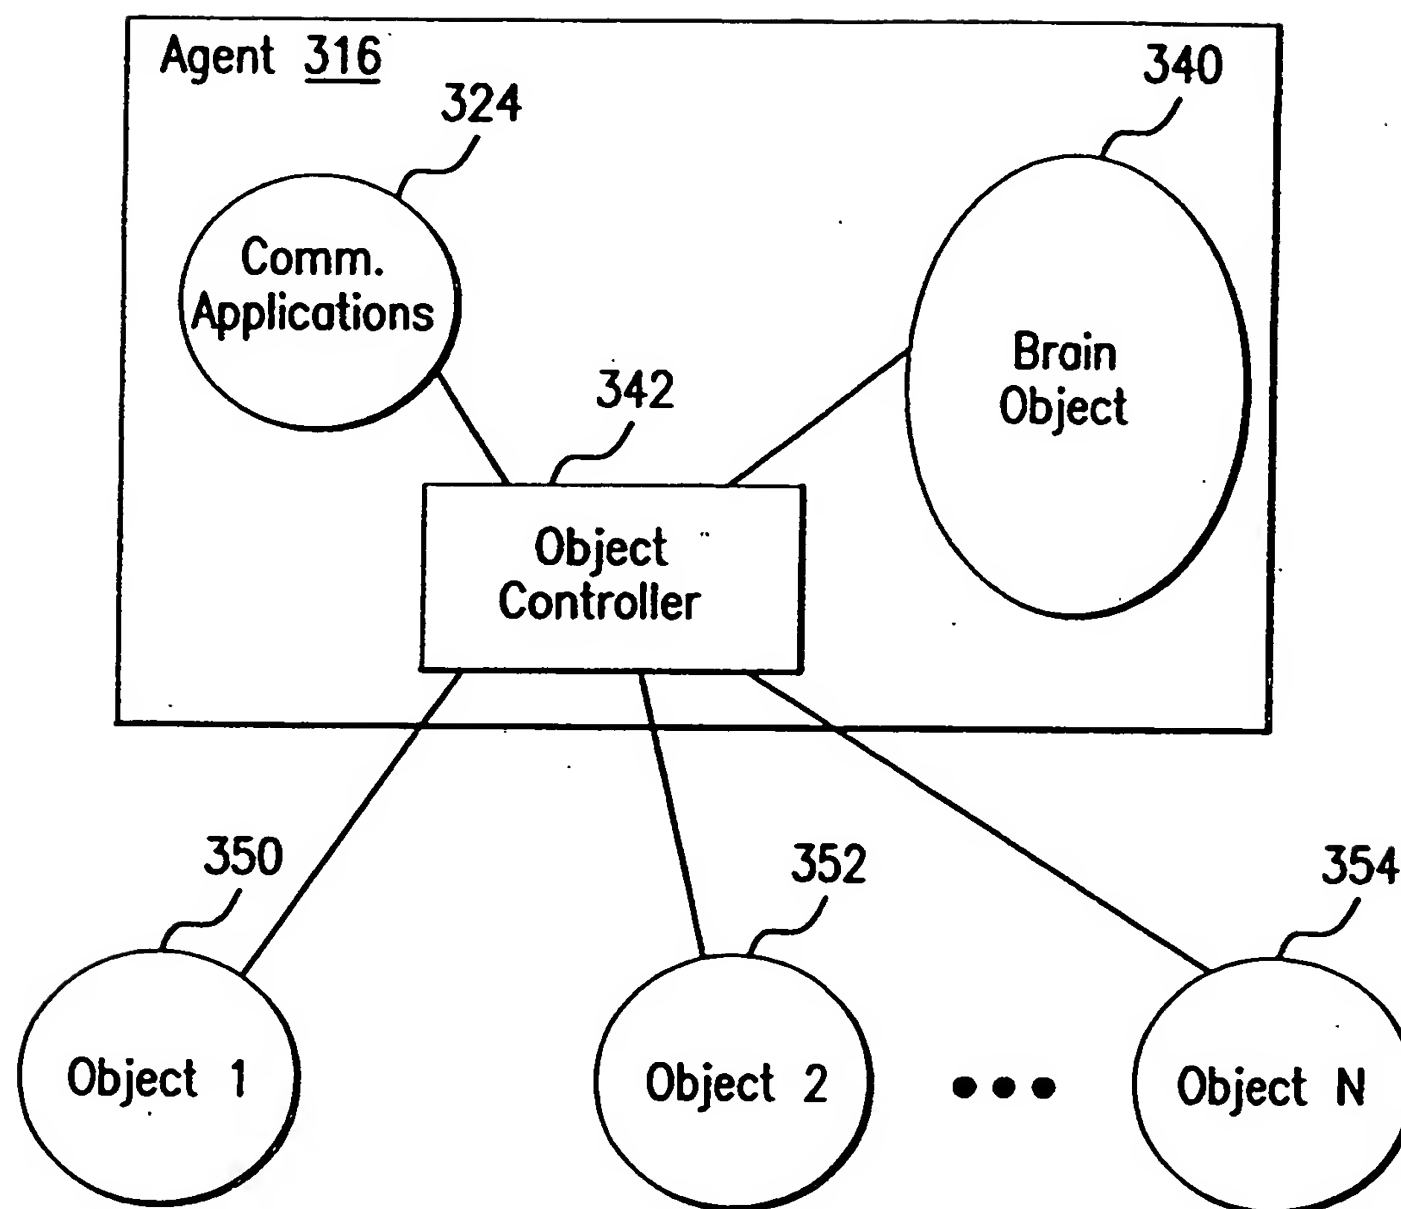 Agent 316
324
340
Comm.
Applications
Brain
Object
342
Object
Controller
350
352
354
Object 1
Object 2
Object N